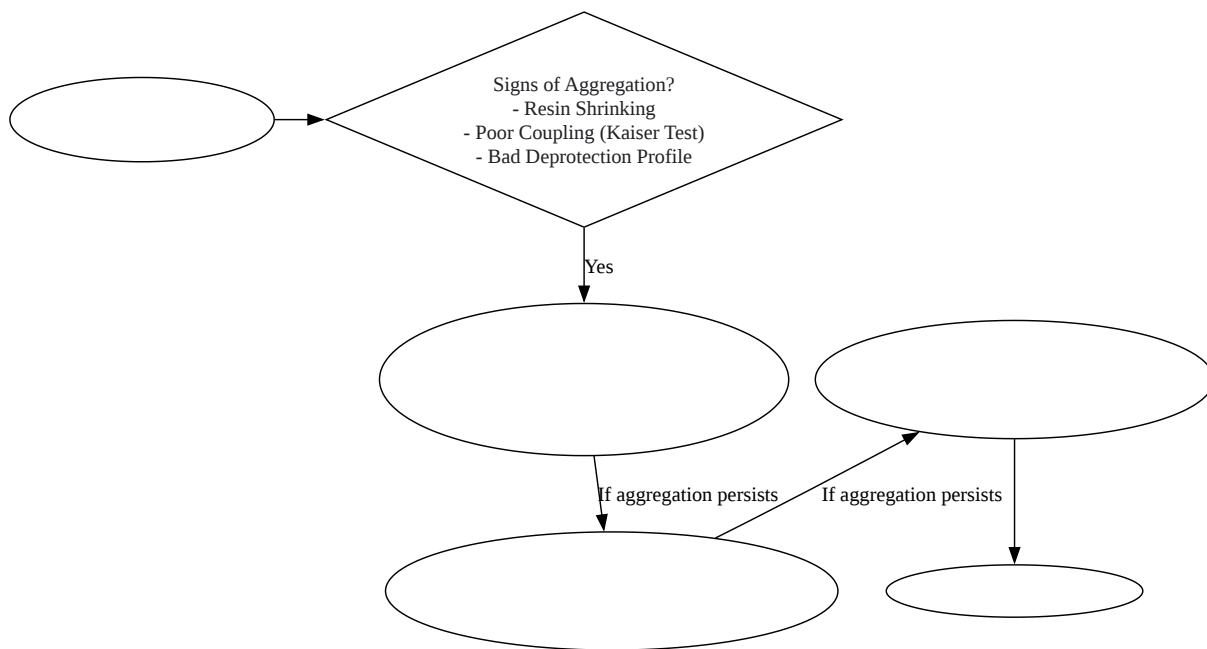 Signs of Aggregation?
- Resin Shrinking
- Poor Coupling (Kaiser Test)
- Bad Deprotection Profile
Yes
If aggregation persists
If aggregation persists